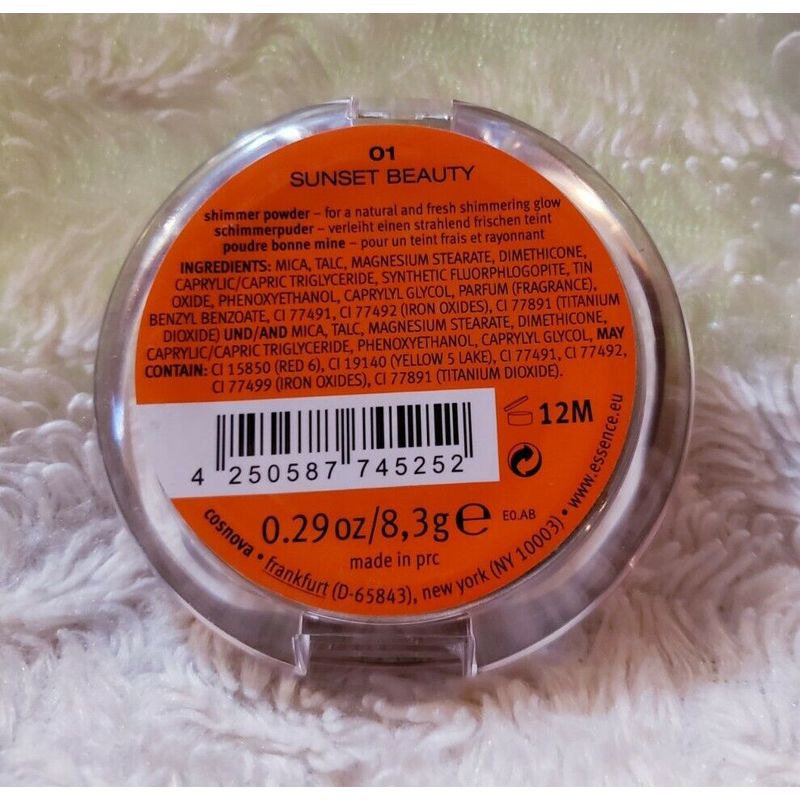 01
SUNSET BEAUTY
shimmer powder – for a natural and fresh shimmering glow
schimmerpuder – verleiht einen strahlend frischen teint
poudre bonne mine – pour un teint frais et rayonnant
INGREDIENTS: MICA, TALC, MAGNESIUM STEARATE, DIMETHICONE,
CAPRYLIC/CAPRIC TRIGLYCERIDE, SYNTHETIC FLUORPHLOGOPITE, TIN
OXIDE, PHENOXYETHANOL, CAPRYLYL GLYCOL, PARFUM (FRAGRANCE),
BENZYL BENZOATE, CI 77491, CI 77492 (IRON OXIDES), CI 77891 (TITANIUM
DIOXIDE) UND/AND MICA, TALC, MAGNESIUM STEARATE, DIMETHICONE,
CAPRYLIC/CAPRIC TRIGLYCERIDE, PHENOXYETHANOL, CAPRYLYL GLYCOL, MAY
CONTAIN: CI 15850 (RED 6), CI 19140 (YELLOW 5 LAKE), CI 77491, CI 77492,
CI 77499 (IRON OXIDES), CI 77891 (TITANIUM DIOXIDE).
12M
4 250587 745252
0.29 oz/8,3g e
E0.AB
made in prc
cosnova • frankfurt (D-65843), new york (NY 10003) • www.essence.eu